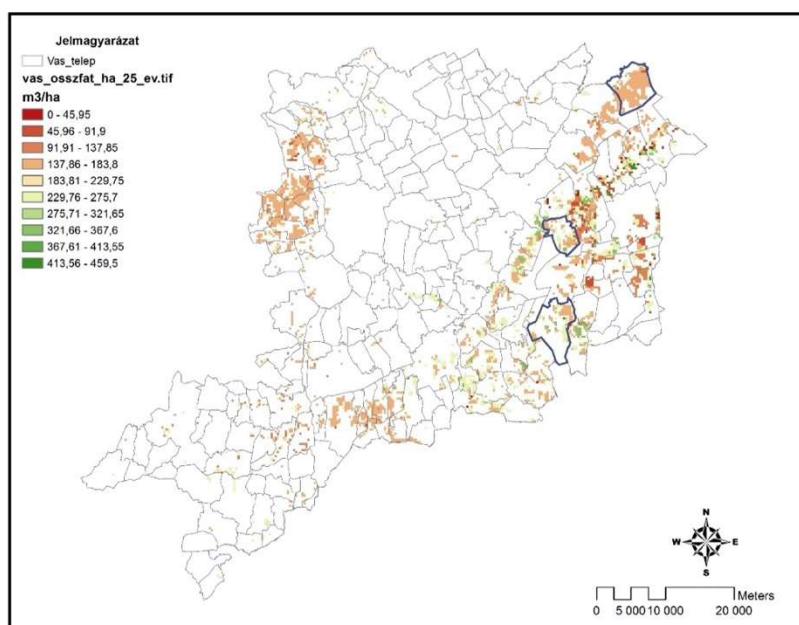 Jelmagyarázat
Vas_telep
vas_osszfat_ha_25_ev.tif
m3/ha
0 - 45,95
45,96 - 91,9
91,91 - 137,85
137,86 - 183,8
183,81 - 229,75
229,76 - 275,7
275,71 - 321,65
321,66 - 367,6
367,61 - 413,55
413,56 - 459,5
N
W E
S
Meters
0 5 000 10 000 20 000